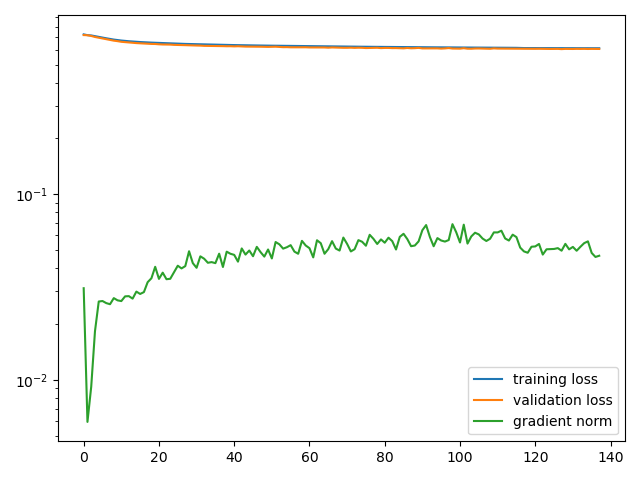 10⁻¹
10⁻²
0 20 40 60 80 100 120 140
training loss
validation loss
gradient norm